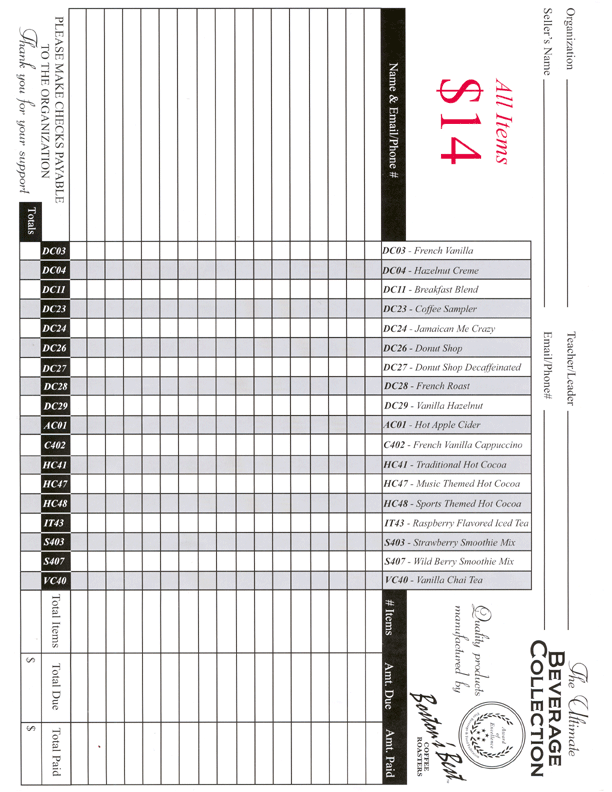 Organization
Teacher/Leader
Seller's Name
Email/Phone#
The Ultimate
BEVERAGE
COLLECTION
All Items
$14
Quality products
manufactured by
Award
of
Excellence
Boston's Best
COFFEE
ROASTERS
Name & Email/Phone #
DC03 - French Vanilla
DC04 - Hazelnut Creme
DC11 - Breakfast Blend
DC23 - Coffee Sampler
DC24 - Jamaican Me Crazy
DC26 - Donut Shop
DC27 - Donut Shop Decaffeinated
DC28 - French Roast
DC29 - Vanilla Hazelnut
AC01 - Hot Apple Cider
C402 - French Vanilla Cappuccino
HC41 - Traditional Hot Cocoa
HC47 - Music Themed Hot Cocoa
HC48 - Sports Themed Hot Cocoa
IT43 - Raspberry Flavored Iced Tea
S403 - Strawberry Smoothie Mix
S407 - Wild Berry Smoothie Mix
VC40 - Vanilla Chai Tea
# Items
Amt. Due
Amt. Paid
PLEASE MAKE CHECKS PAYABLE
TO THE ORGANIZATION
Thank you for your support
DC03
DC04
DC11
DC23
DC24
DC26
DC27
DC28
DC29
AC01
C402
HC41
HC47
HC48
IT43
S403
S407
VC40
Total Items
Total Due
Total Paid
Totals
$
$